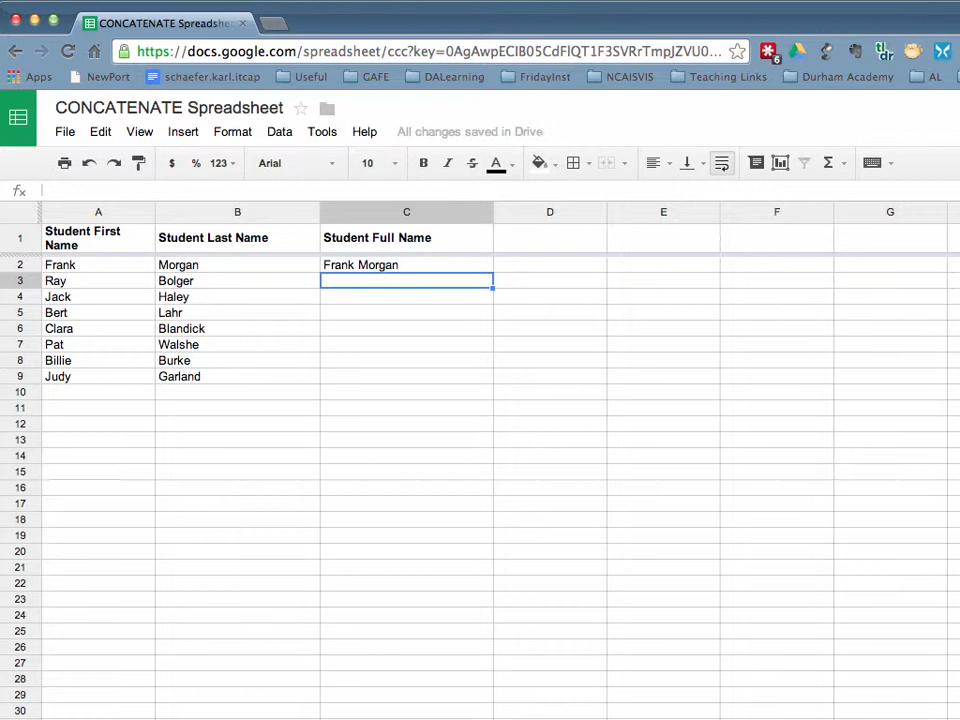 CONCATENATE Spreadshe
https://docs.google.com/spreadsheet/ccc?key=0AgAwpEClB05CdFlQT1F3SVRrTmpJZVU0...
6
tl;dr
Apps NewPort schaefer.karl.itcap Useful GAFE DALearning FridayInst NCAISVIS Teaching Links Durham Academy AL
CONCATENATE Spreadsheet
File Edit View Insert Format Data Tools Help All changes saved in Drive
$ % 123 Arial 10 B I S A Σ
fx
A B C D E F G
1 Student First Name Student Last Name Student Full Name
2 Frank Morgan Frank Morgan
3 Ray Bolger
4 Jack Haley
5 Bert Lahr
6 Clara Blandick
7 Pat Walshe
8 Billie Burke
9 Judy Garland
10
11
12
13
14
15
16
17
18
19
20
21
22
23
24
25
26
27
28
29
30